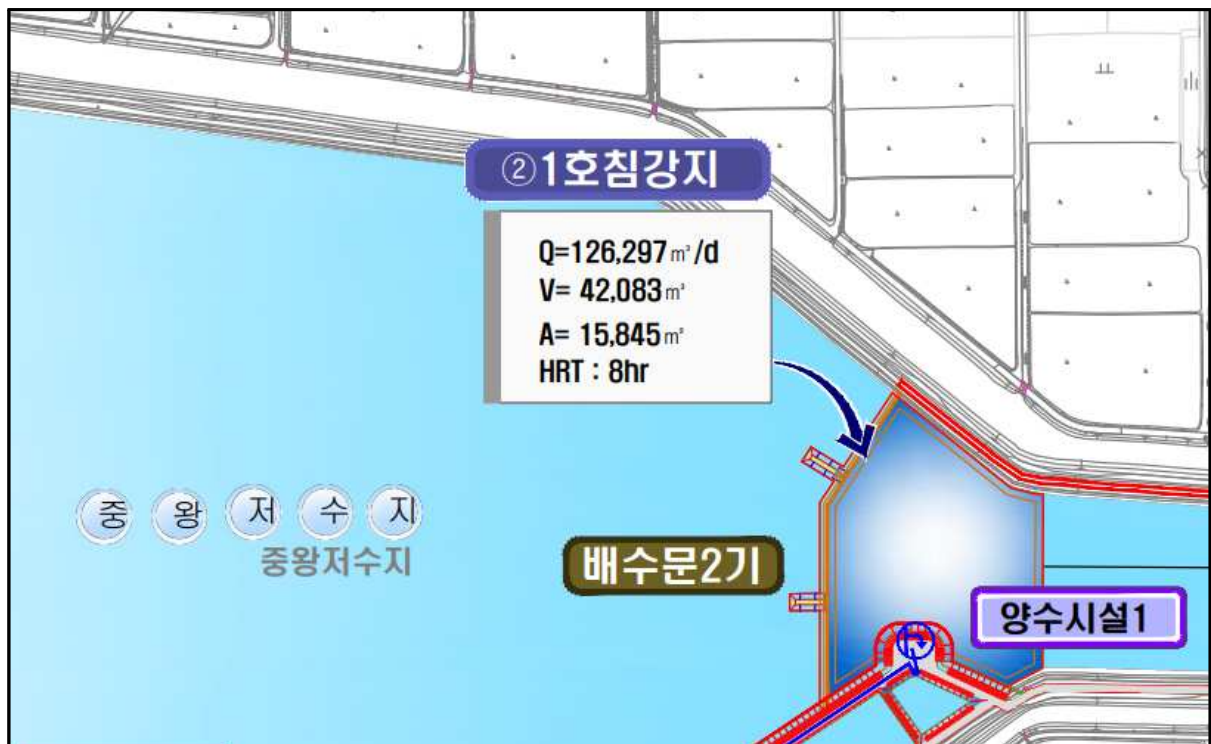 ②1호침강지
Q=126,297㎥/d
V= 42,083㎥
A= 15,845㎡
HRT : 8hr
중왕저수지
중왕저수지
배수문2기
양수시설1